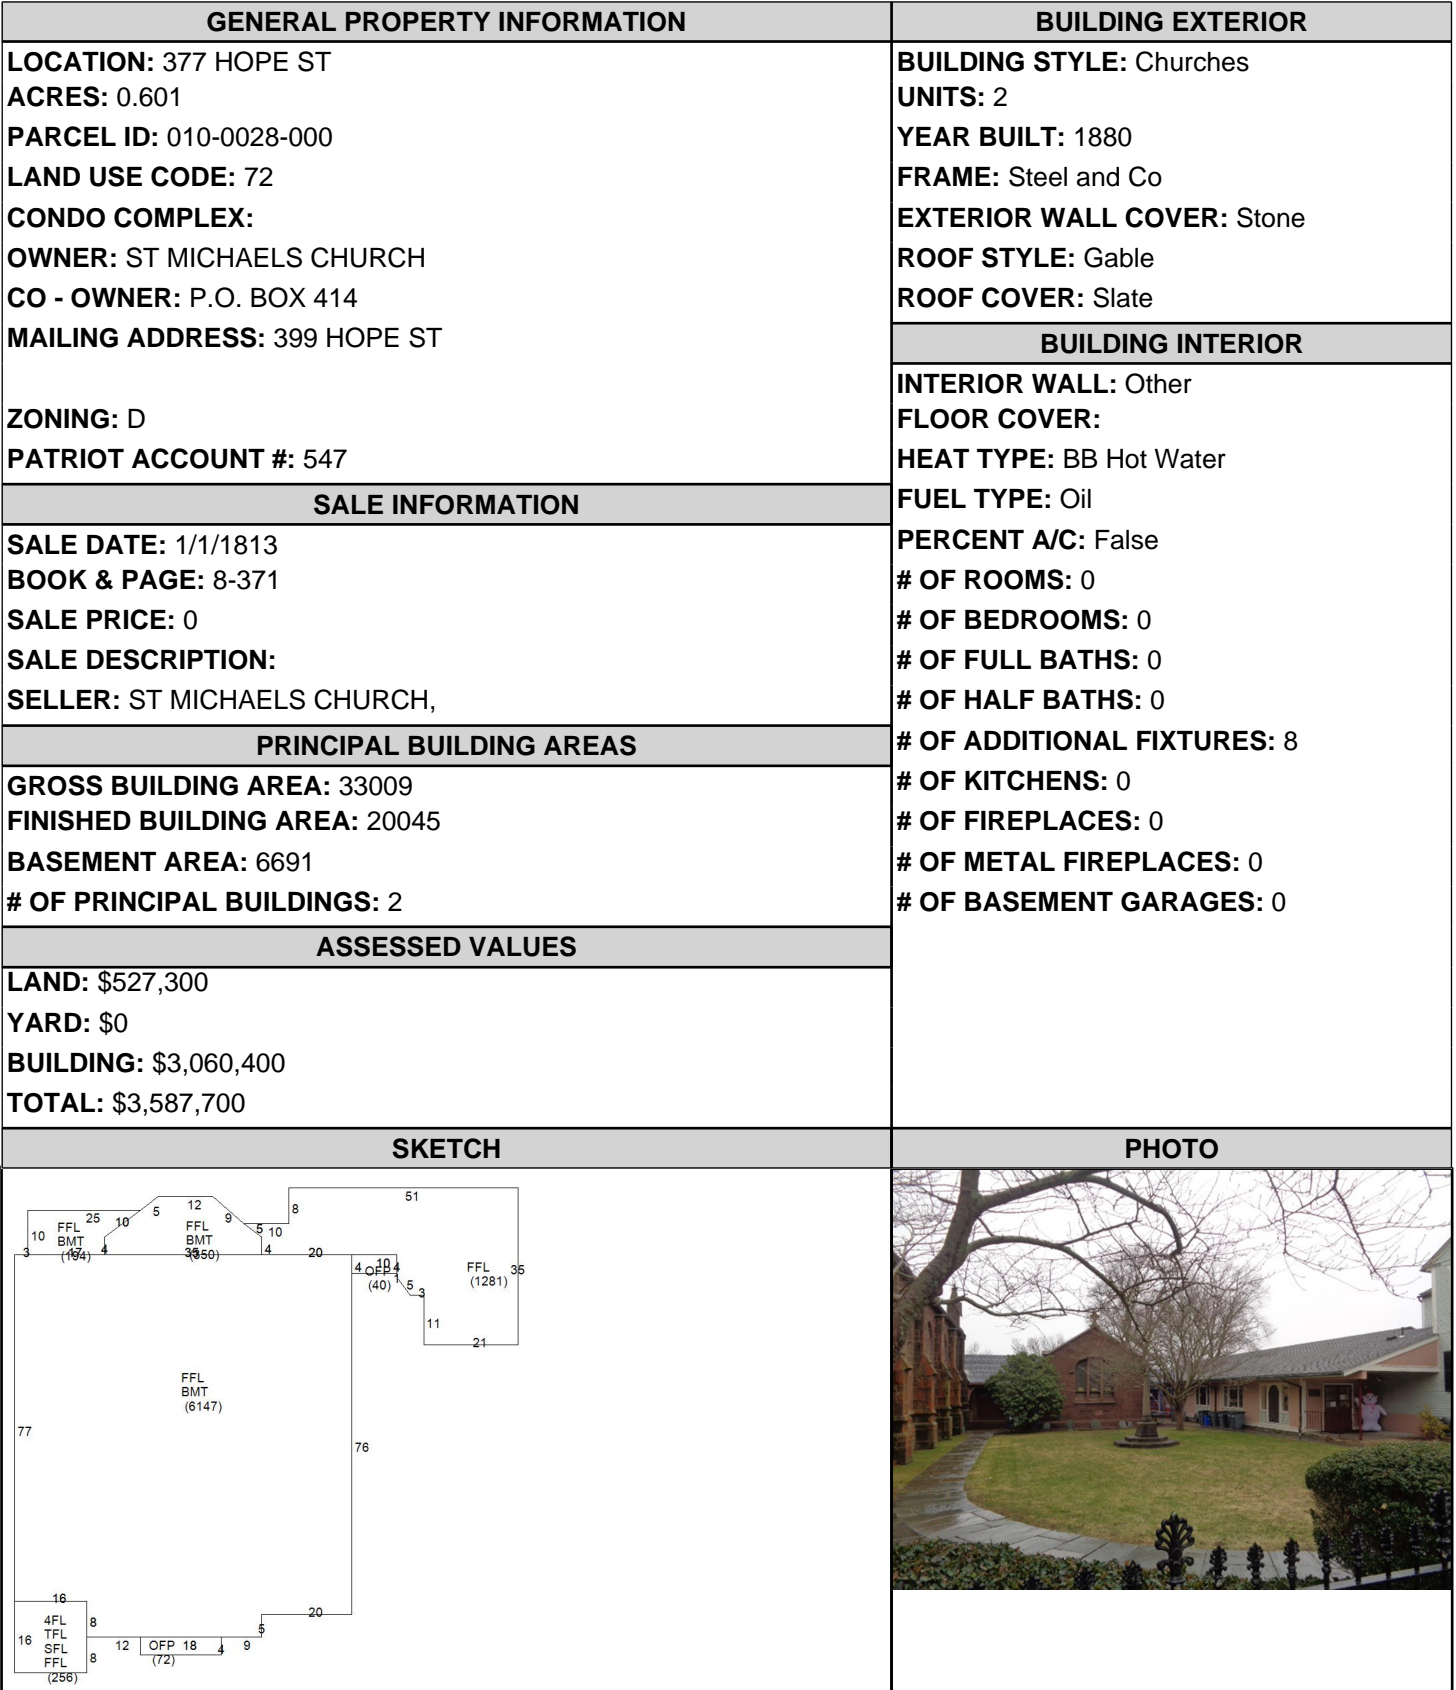 GENERAL PROPERTY INFORMATION
LOCATION: 377 HOPE ST
ACRES: 0.601
PARCEL ID: 010-0028-000
LAND USE CODE: 72
CONDO COMPLEX:
OWNER: ST MICHAELS CHURCH
CO - OWNER: P.O. BOX 414
MAILING ADDRESS: 399 HOPE ST
ZONING: D
PATRIOT ACCOUNT #: 547
SALE INFORMATION
SALE DATE: 1/1/1813
BOOK & PAGE: 8-371
SALE PRICE: 0
SALE DESCRIPTION:
SELLER: ST MICHAELS CHURCH,
PRINCIPAL BUILDING AREAS
GROSS BUILDING AREA: 33009
FINISHED BUILDING AREA: 20045
BASEMENT AREA: 6691
# OF PRINCIPAL BUILDINGS: 2
ASSESSED VALUES
LAND: $527,300
YARD: $0
BUILDING: $3,060,400
TOTAL: $3,587,700
BUILDING EXTERIOR
BUILDING STYLE: Churches
UNITS: 2
YEAR BUILT: 1880
FRAME: Steel and Co
EXTERIOR WALL COVER: Stone
ROOF STYLE: Gable
ROOF COVER: Slate
BUILDING INTERIOR
INTERIOR WALL: Other
FLOOR COVER:
HEAT TYPE: BB Hot Water
FUEL TYPE: Oil
PERCENT A/C: False
# OF ROOMS: 0
# OF BEDROOMS: 0
# OF FULL BATHS: 0
# OF HALF BATHS: 0
# OF ADDITIONAL FIXTURES: 8
# OF KITCHENS: 0
# OF FIREPLACES: 0
# OF METAL FIREPLACES: 0
# OF BASEMENT GARAGES: 0
SKETCH
51
12
5
8
25
10
9
5
10
10
FFL
BMT
(194)
FFL
BMT
(350)
3
17
4
35
4
20
10
4
OFP
4
(40)
1
5
3
FFL
(1281)
35
11
21
FFL
BMT
(6147)
77
76
16
20
4FL
TFL
SFL
FFL
(256)
16
8
8
12
OFP
18
(72)
4
9
5
PHOTO